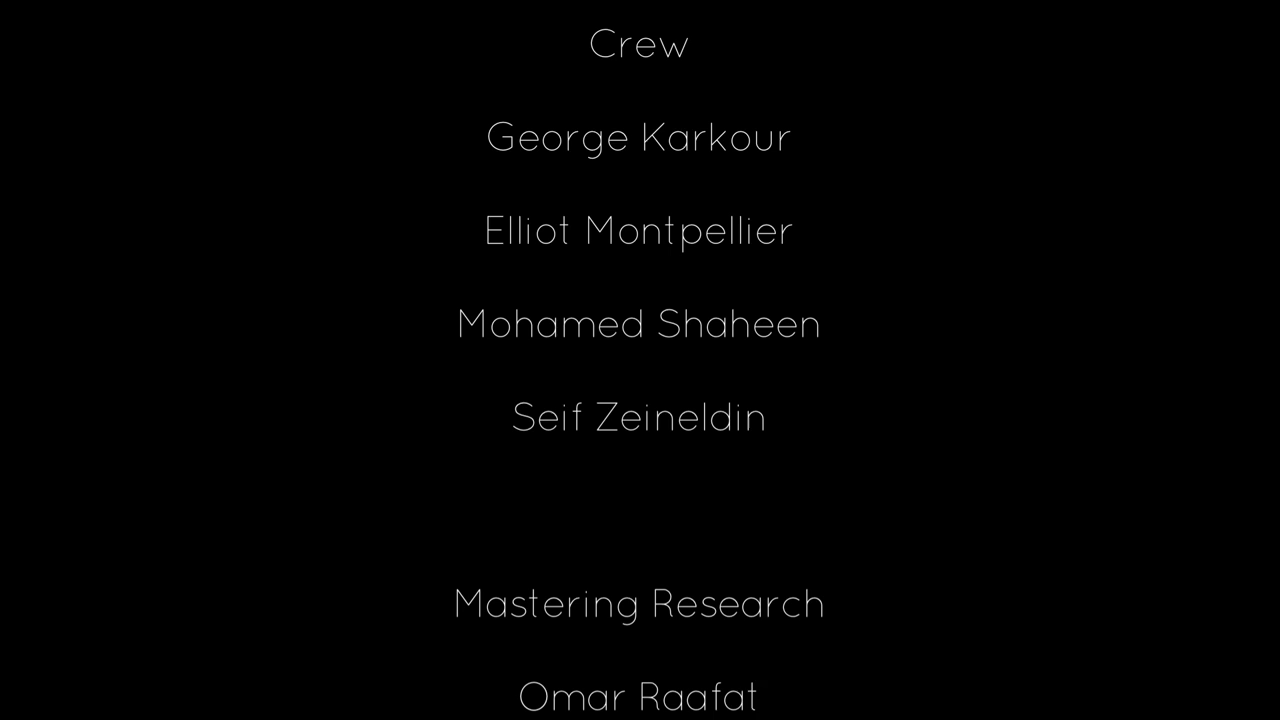 Crew
George Karkour
Elliot Montpellier
Mohamed Shaheen
Seif Zeineldin
Mastering Research
Omar Raafat